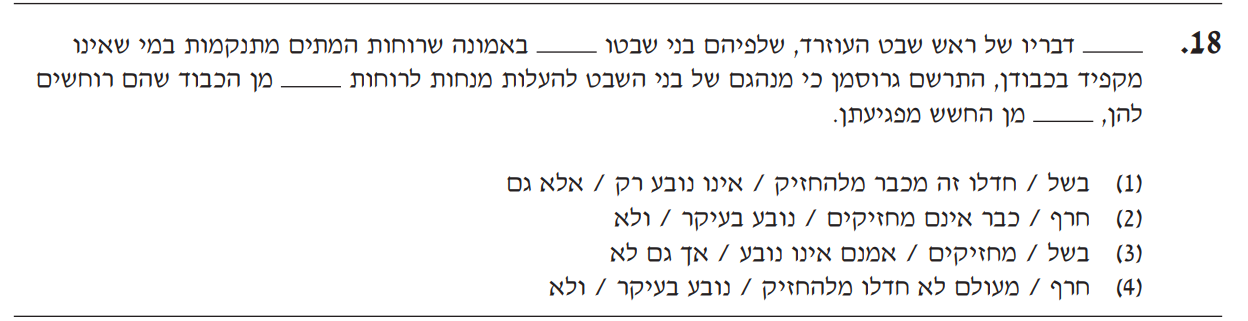 18. _____ דבריו של ראש שבט העוזרד, שלפיהם בני שבטו _____ באמונה שרוחות המתים מתנקמות במי שאינו
מקפיד בכבודן, התרשם גרוסמן כי מנהגם של בני השבט להעלות מנחות לרוחות _____ מן הכבוד שהם רוחשים
להן, _____ מן החשש מפגיעתן.
(1) בשל / חדלו זה מכבר מלהחזיק / אינו נובע רק / אלא גם
(2) חרף / כבר אינם מחזיקים / נובע בעיקר / ולא
(3) בשל / מחזיקים / אמנם אינו נובע / אך גם לא
(4) חרף / מעולם לא חדלו מלהחזיק / נובע בעיקר / ולא